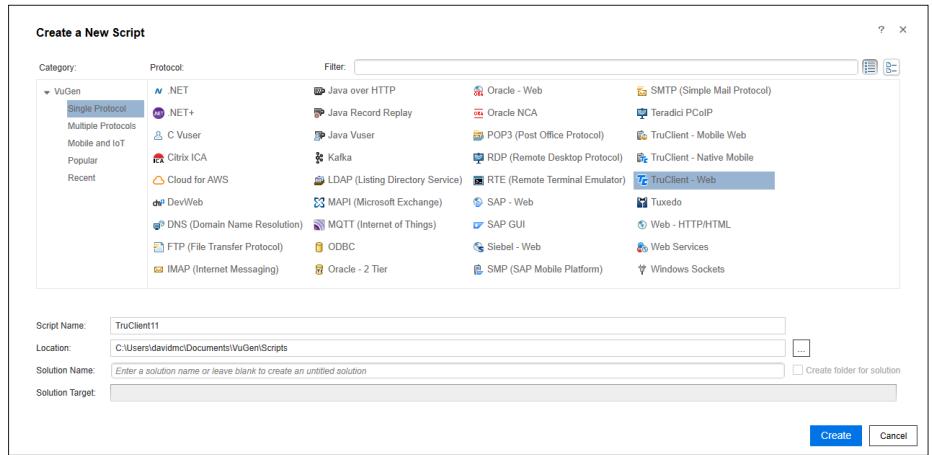 Create a New Script
?
Category:
Protocol:
Filter:
VuGen
Single Protocol
Multiple Protocols
Mobile and IoT
Popular
Recent
.NET
.NET+
C Vuser
Citrix ICA
Cloud for AWS
DevWeb
DNS (Domain Name Resolution)
FTP (File Transfer Protocol)
IMAP (Internet Messaging)
Java over HTTP
Java Record Replay
Java Vuser
Kafka
LDAP (Listing Directory Service)
MAPI (Microsoft Exchange)
MQTT (Internet of Things)
ODBC
Oracle - 2 Tier
Oracle - Web
Oracle NCA
POP3 (Post Office Protocol)
RDP (Remote Desktop Protocol)
RTE (Remote Terminal Emulator)
SAP - Web
SAP GUI
Siebel - Web
SMP (SAP Mobile Platform)
SMTP (Simple Mail Protocol)
Teradici PCoIP
TruClient - Mobile Web
TruClient - Native Mobile
TruClient - Web
Tuxedo
Web - HTTP/HTML
Web Services
Windows Sockets
Script Name:
TruClient11
Location:
C:\Users\davidmc\Documents\VuGen\Scripts
...
Solution Name:
Enter a solution name or leave blank to create an untitled solution
Create folder for solution
Solution Target:
Create
Cancel